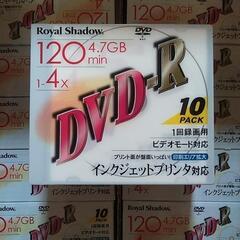 Royal Shadow.
DVD
120min
4.7GB
1-4X
DVD-R
10
PACK
1回録画用
ビデオモード対応
プリント面が盤面いっぱい! 印刷エリア拡大
インクジェットプリンタ対応
120 4.7GB
min